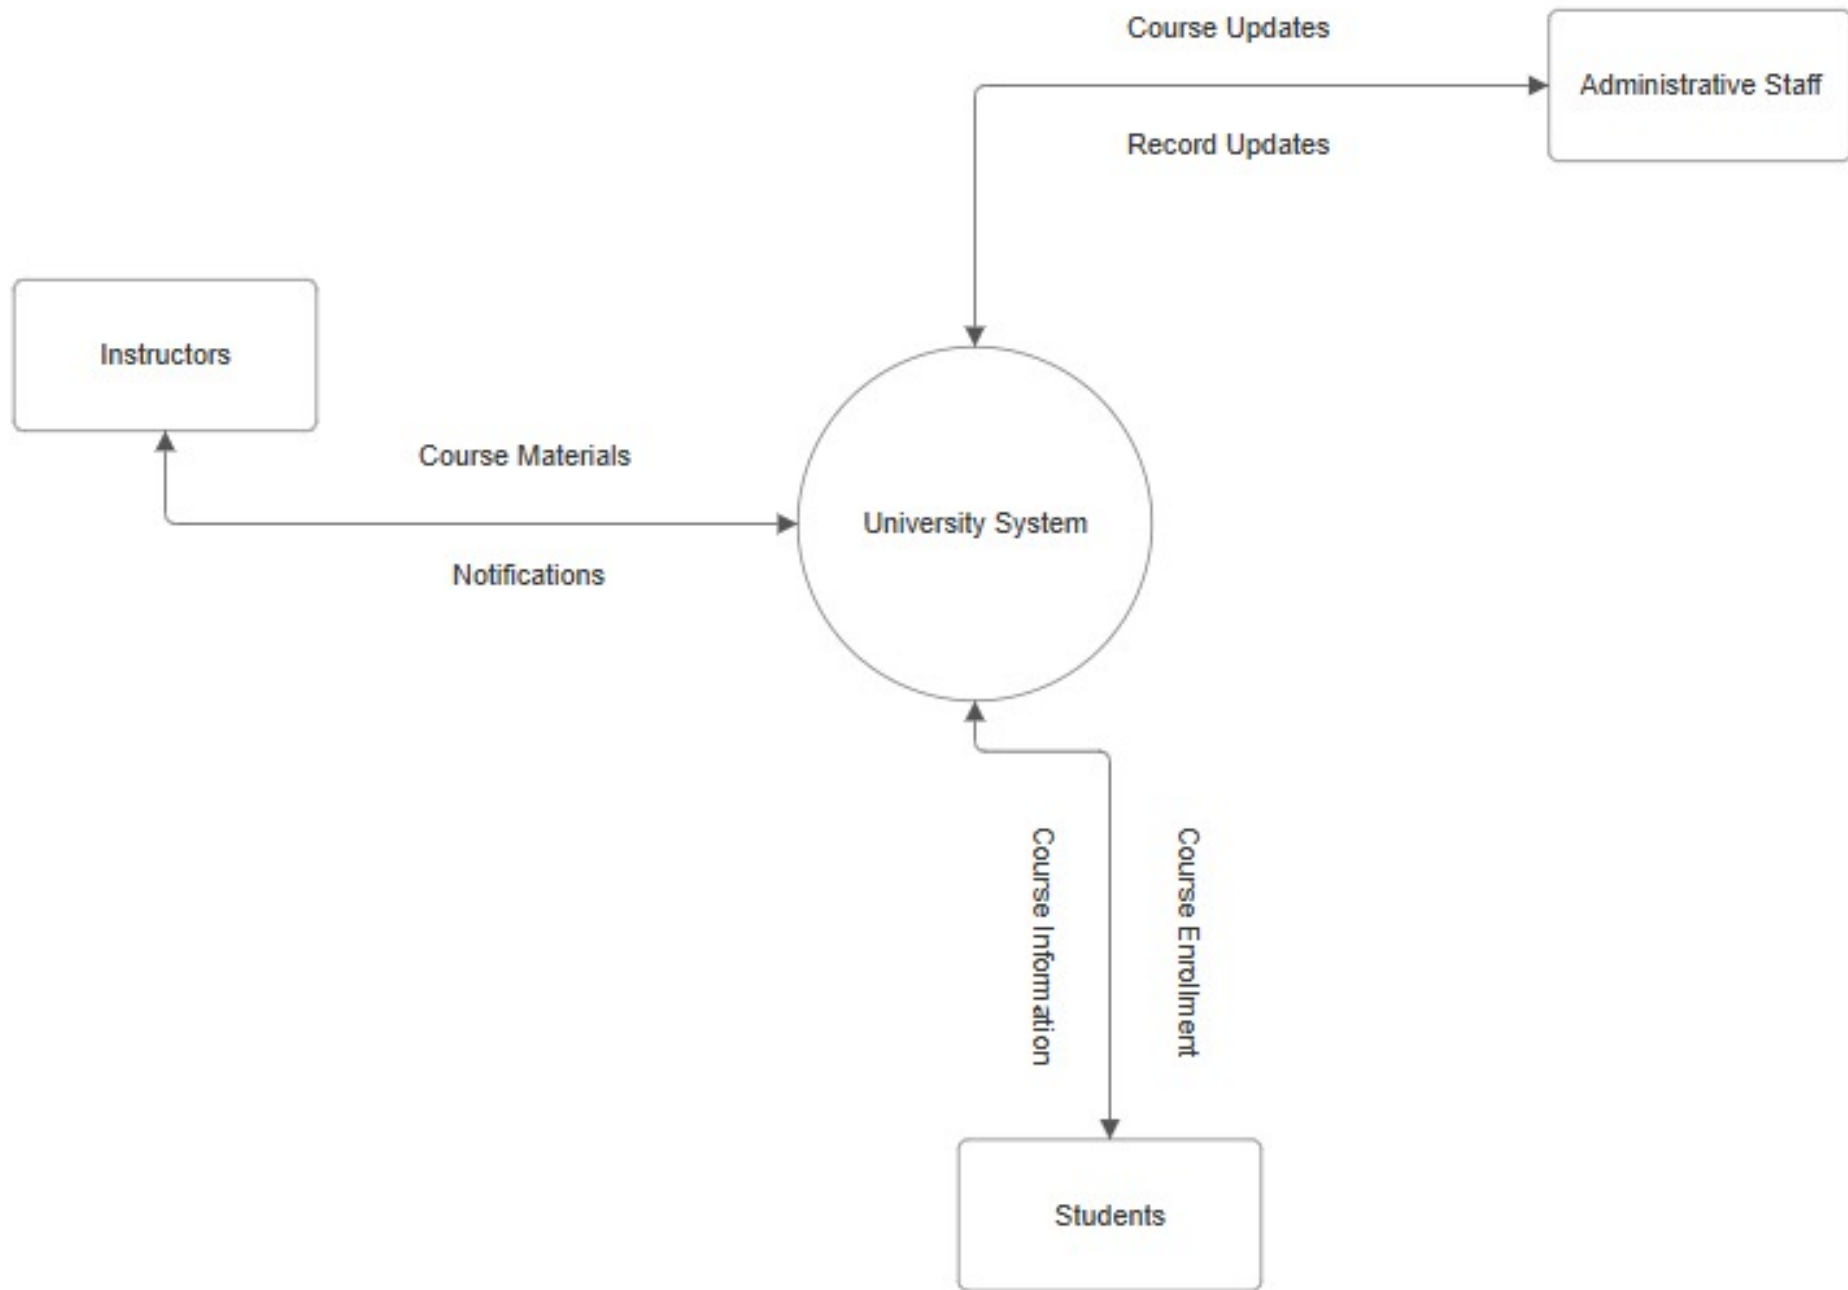 Course Updates
Administrative Staff
Record Updates
Instructors
Course Materials
University System
Notifications
Course Information
Course Enrollment
Students